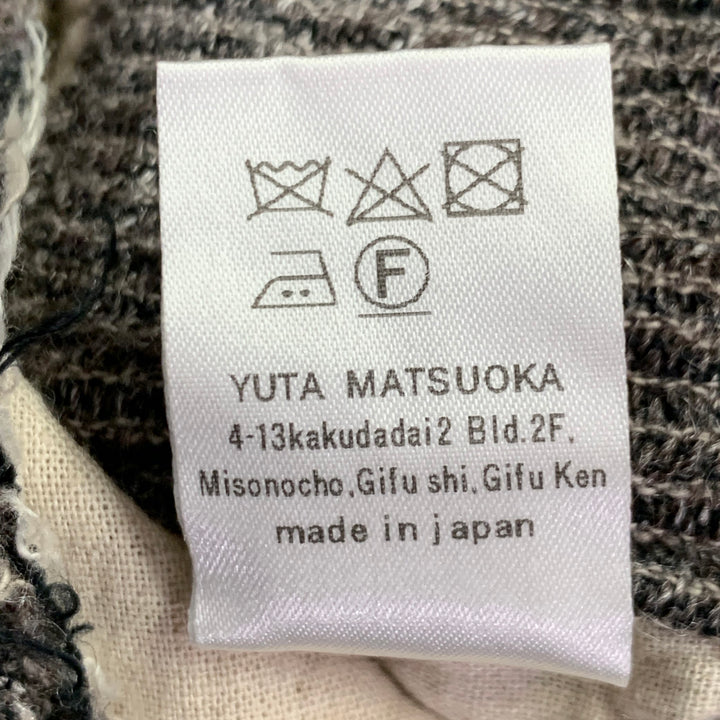 F
YUTA MATSUOKA
4-13kakudadai2 Bld.2F.
Misonocho,Gifu shi,Gifu Ken
made in japan